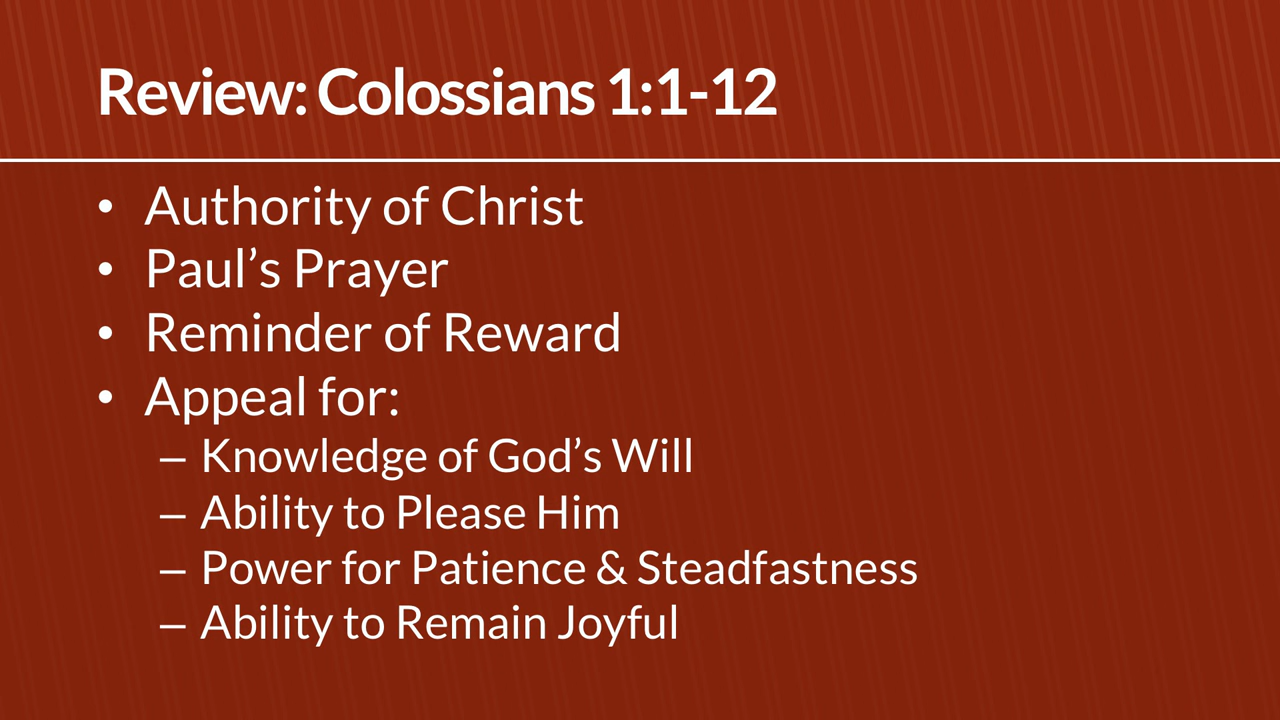 Review: Colossians 1:1-12
• Authority of Christ
• Paul’s Prayer
• Reminder of Reward
• Appeal for:
– Knowledge of God’s Will
– Ability to Please Him
– Power for Patience & Steadfastness
– Ability to Remain Joyful